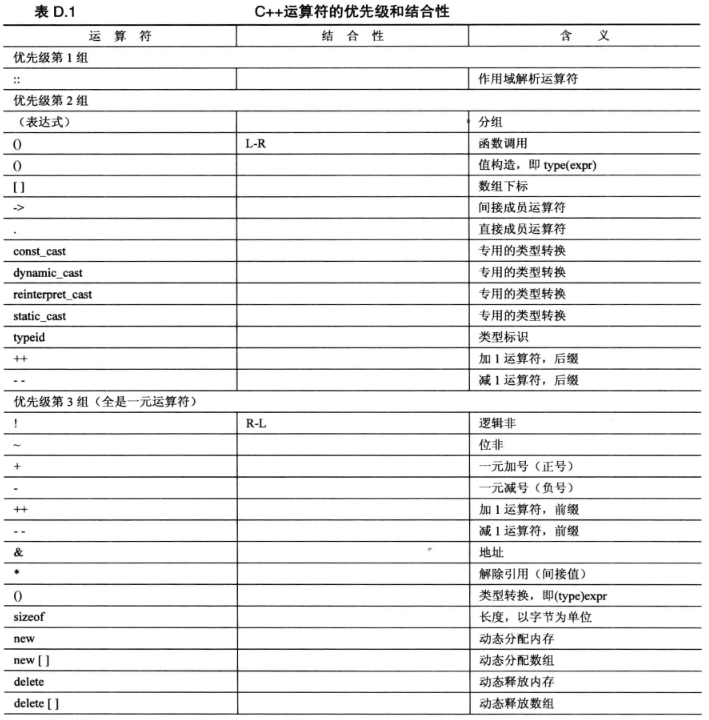 表 D.1 C++运算符的优先级和结合性
运 算 符 结 合 性 含 义
优先级第 1 组
:: 作用域解析运算符
优先级第 2 组
（表达式） 分组
() L-R 函数调用
() 值构造，即 type(expr)
[ ] 数组下标
-> 间接成员运算符
. 直接成员运算符
const_cast 专用的类型转换
dynamic_cast 专用的类型转换
reinterpret_cast 专用的类型转换
static_cast 专用的类型转换
typeid 类型标识
++ 加 1 运算符，后缀
- - 减 1 运算符，后缀
优先级第 3 组（全是一元运算符）
! R-L 逻辑非
~ 位非
+ 一元加号（正号）
- 一元减号（负号）
++ 加 1 运算符，前缀
- - 减 1 运算符，前缀
& 地址
* 解除引用（间接值）
() 类型转换，即(type)expr
sizeof 长度，以字节为单位
new 动态分配内存
new [ ] 动态分配数组
delete 动态释放内存
delete [ ] 动态释放数组